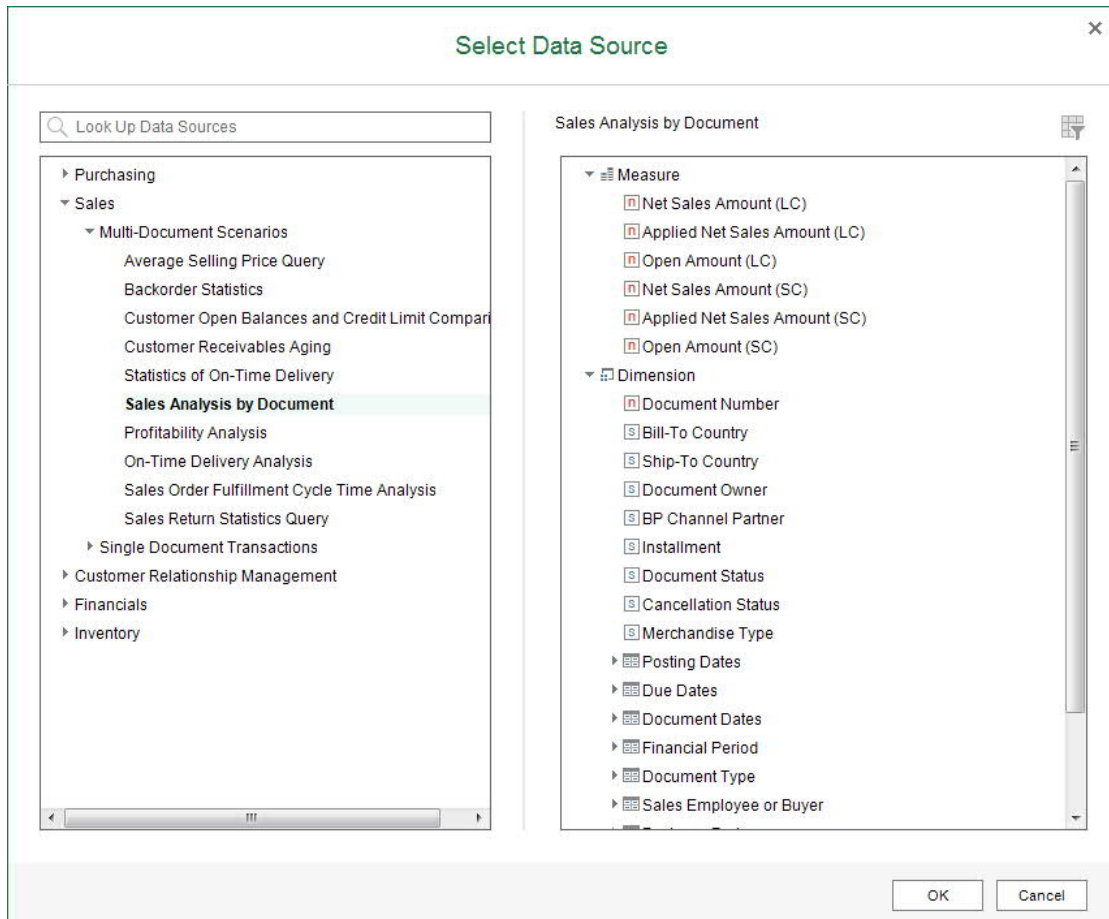 Select Data Source
Look Up Data Sources
Purchasing
Sales
Multi-Document Scenarios
Average Selling Price Query
Backorder Statistics
Customer Open Balances and Credit Limit Compari
Customer Receivables Aging
Statistics of On-Time Delivery
Sales Analysis by Document
Profitability Analysis
On-Time Delivery Analysis
Sales Order Fulfillment Cycle Time Analysis
Sales Return Statistics Query
Single Document Transactions
Customer Relationship Management
Financials
Inventory
Sales Analysis by Document
Measure
n Net Sales Amount (LC)
n Applied Net Sales Amount (LC)
n Open Amount (LC)
n Net Sales Amount (SC)
n Applied Net Sales Amount (SC)
n Open Amount (SC)
Dimension
n Document Number
s Bill-To Country
s Ship-To Country
s Document Owner
s BP Channel Partner
s Installment
s Document Status
s Cancellation Status
s Merchandise Type
Posting Dates
Due Dates
Document Dates
Financial Period
Document Type
Sales Employee or Buyer
OK
Cancel